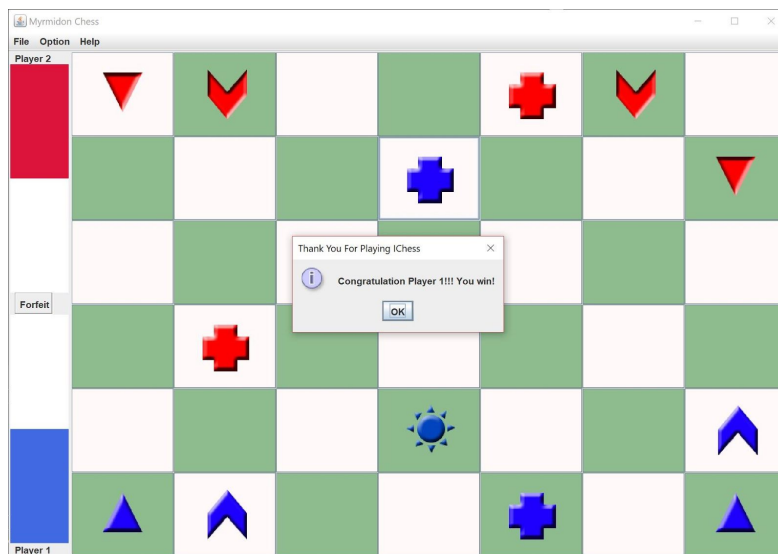 Myrmidon Chess
File Option Help
Player 2
Thank You For Playing IChess
Congratulation Player 1!!! You win!
OK
Forfeit
Player 1